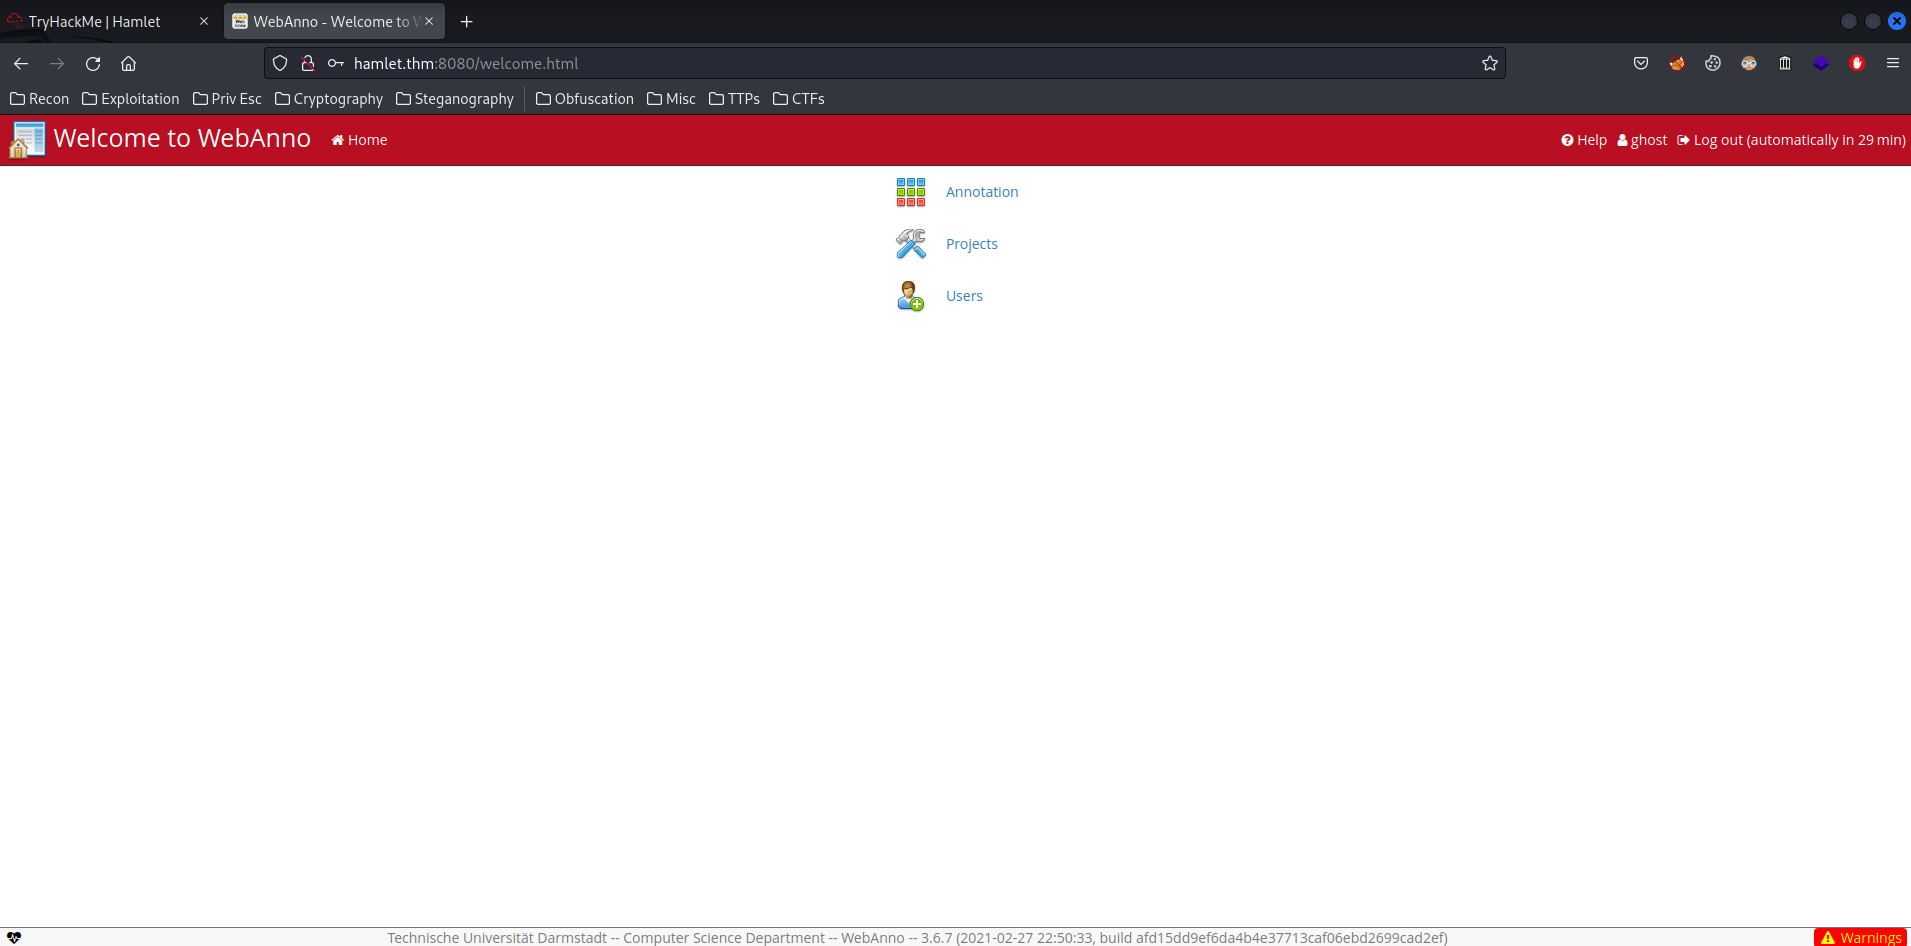 TryHackMe | Hamlet
WebAnno - Welcome to W
hamlet.thm:8080/welcome.html
Recon Exploitation Priv Esc Cryptography Steganography Obfuscation Misc TTPs CTFs
Welcome to WebAnno Home Help ghost Log out (automatically in 29 min)
Annotation
Projects
Users
Technische Universität Darmstadt -- Computer Science Department -- WebAnno -- 3.6.7 (2021-02-27 22:50:33, build afd15dd9ef6da4b4e37713caf06ebd2699cad2ef) Warnings